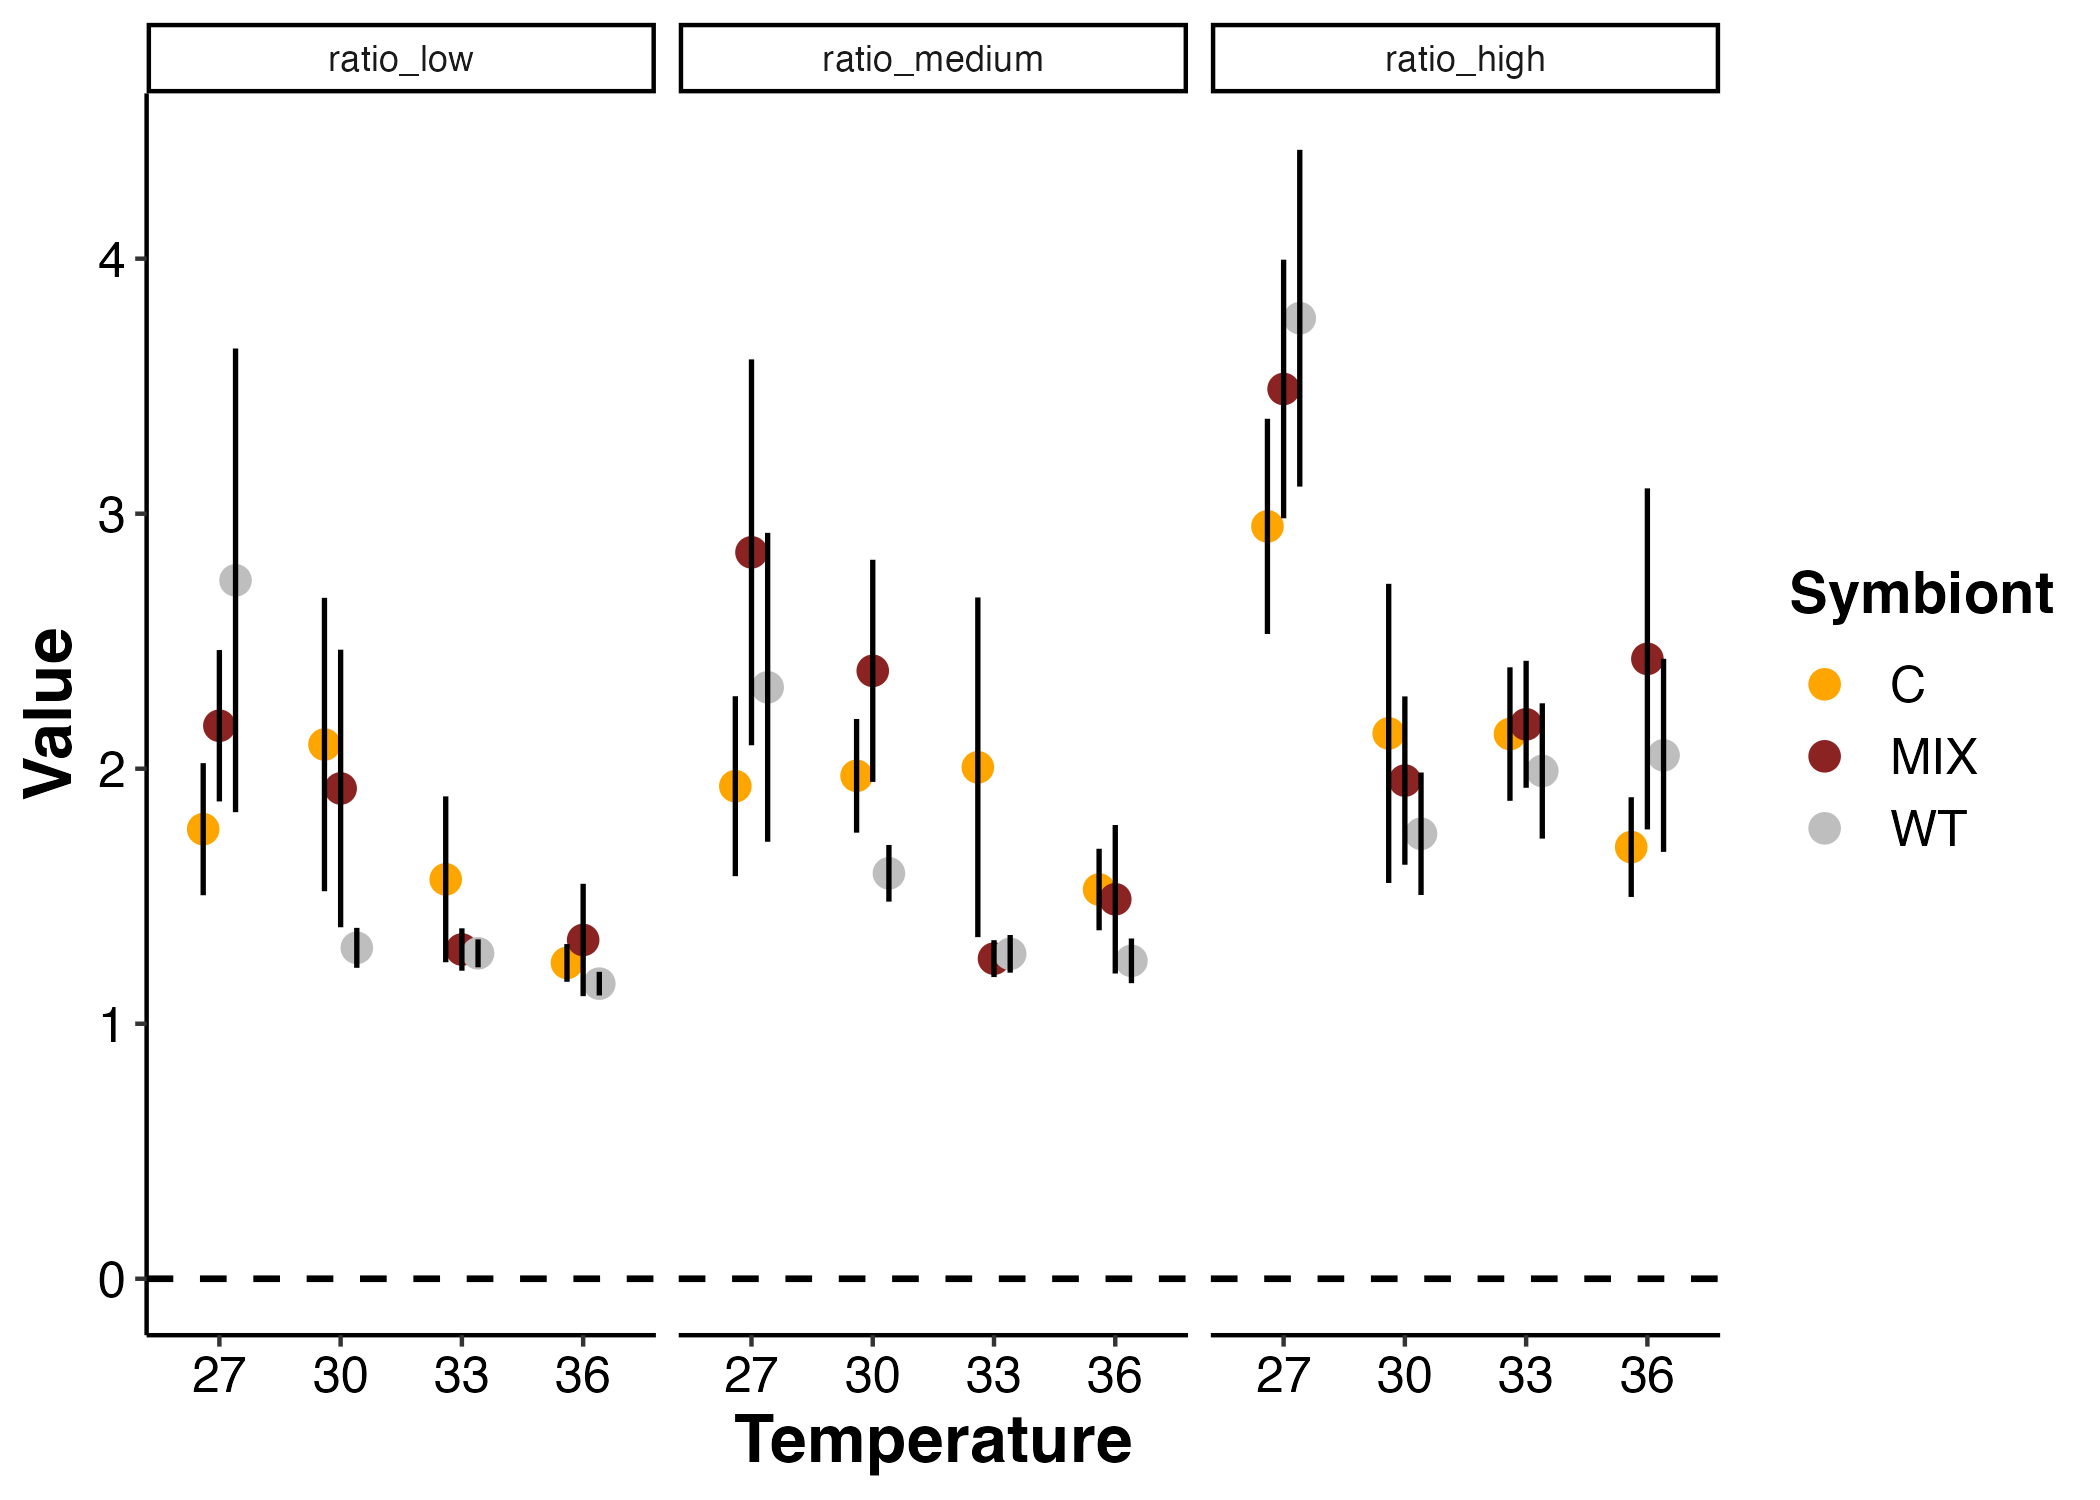 ratio_low ratio_medium ratio_high
4
3
2
1
0
Value
27 30 33 36 27 30 33 36 27 30 33 36
Temperature
Symbiont
C
MIX
WT